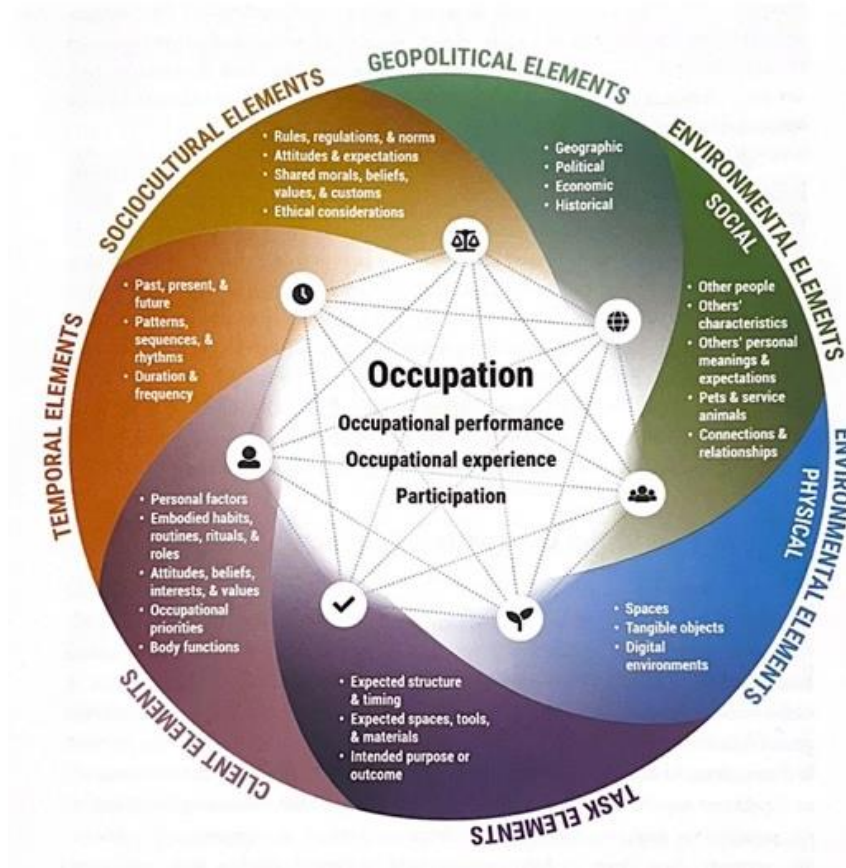 GEOPOLITICAL ELEMENTS
• Geographic
• Political
• Economic
• Historical
ENVIRONMENTAL ELEMENTS
SOCIAL
• Other people
• Others'
characteristics
• Others' personal
meanings &
expectations
• Pets & service
animals
• Connections &
relationships
ENVIRONMENTAL ELEMENTS
PHYSICAL
• Spaces
• Tangible objects
• Digital
environments
TASK ELEMENTS
• Expected structure
& timing
• Expected spaces, tools,
& materials
• Intended purpose or
outcome
CLIENT ELEMENTS
• Personal factors
• Embodied habits,
routines, rituals, &
roles
• Attitudes, beliefs,
interests, & values
• Occupational
priorities
• Body functions
TEMPORAL ELEMENTS
• Past, present, &
future
• Patterns,
sequences, &
rhythms
• Duration &
frequency
SOCIOCULTURAL ELEMENTS
• Rules, regulations, & norms
• Attitudes & expectations
• Shared morals, beliefs,
values, & customs
• Ethical considerations
Occupation
Occupational performance
Occupational experience
Participation